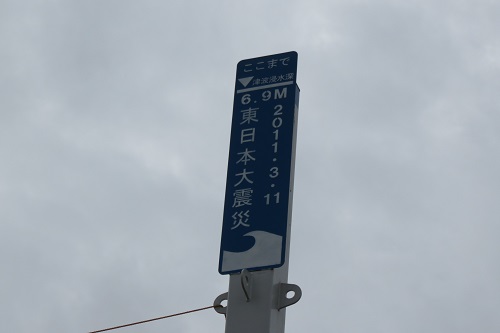 ここまで
津波浸水深
6.9M
2011・3・11
東日本大震災